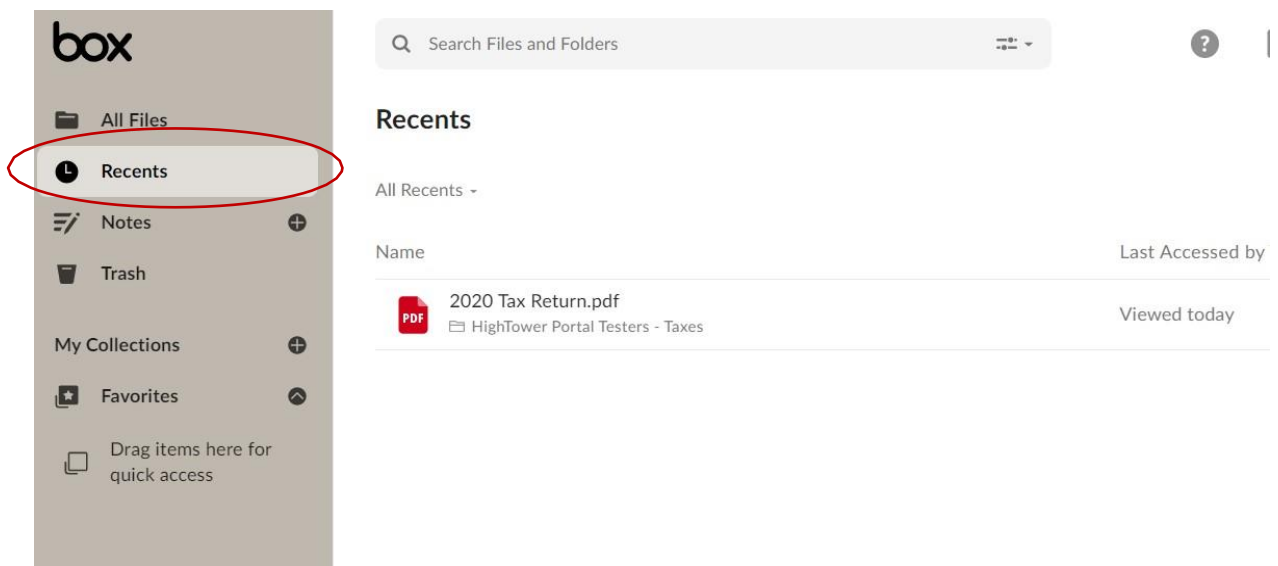 box
All Files
Recents
Notes
Trash
My Collections
Favorites
Drag items here for
quick access
Search Files and Folders
?
Recents
All Recents
Name
Last Accessed by
PDF
2020 Tax Return.pdf
HighTower Portal Testers - Taxes
Viewed today